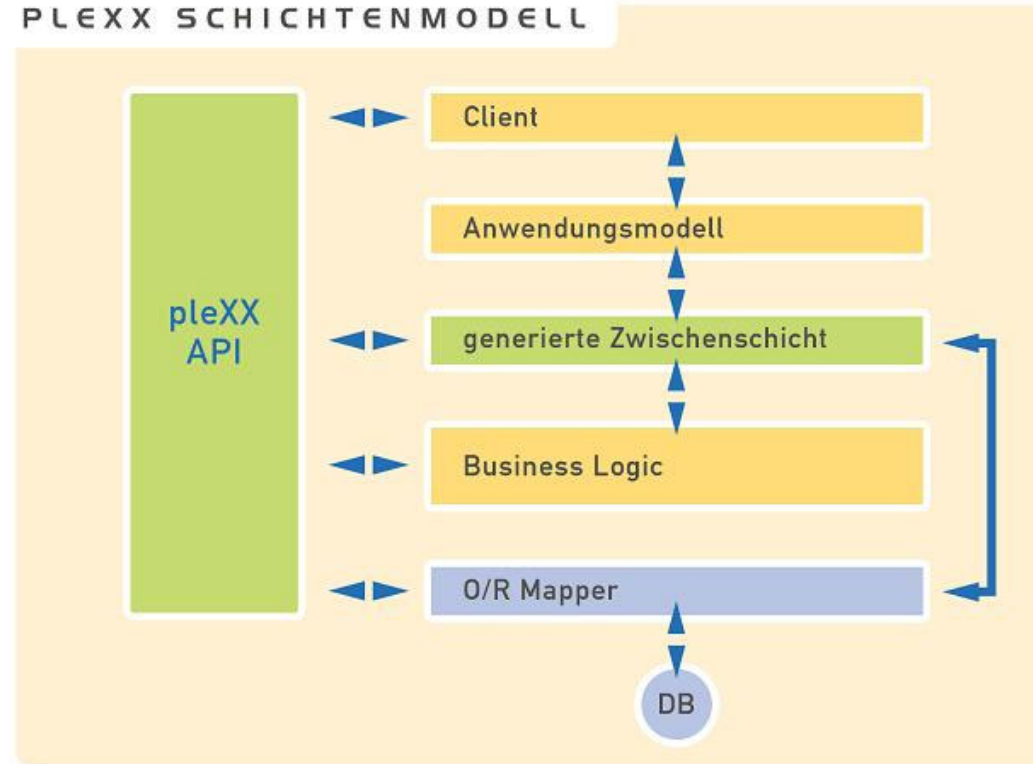 PLEXX SCHICHTENMODELL
pleXX
API
Client
Anwendungsmodell
generierte Zwischenschicht
Business Logic
O/R Mapper
DB